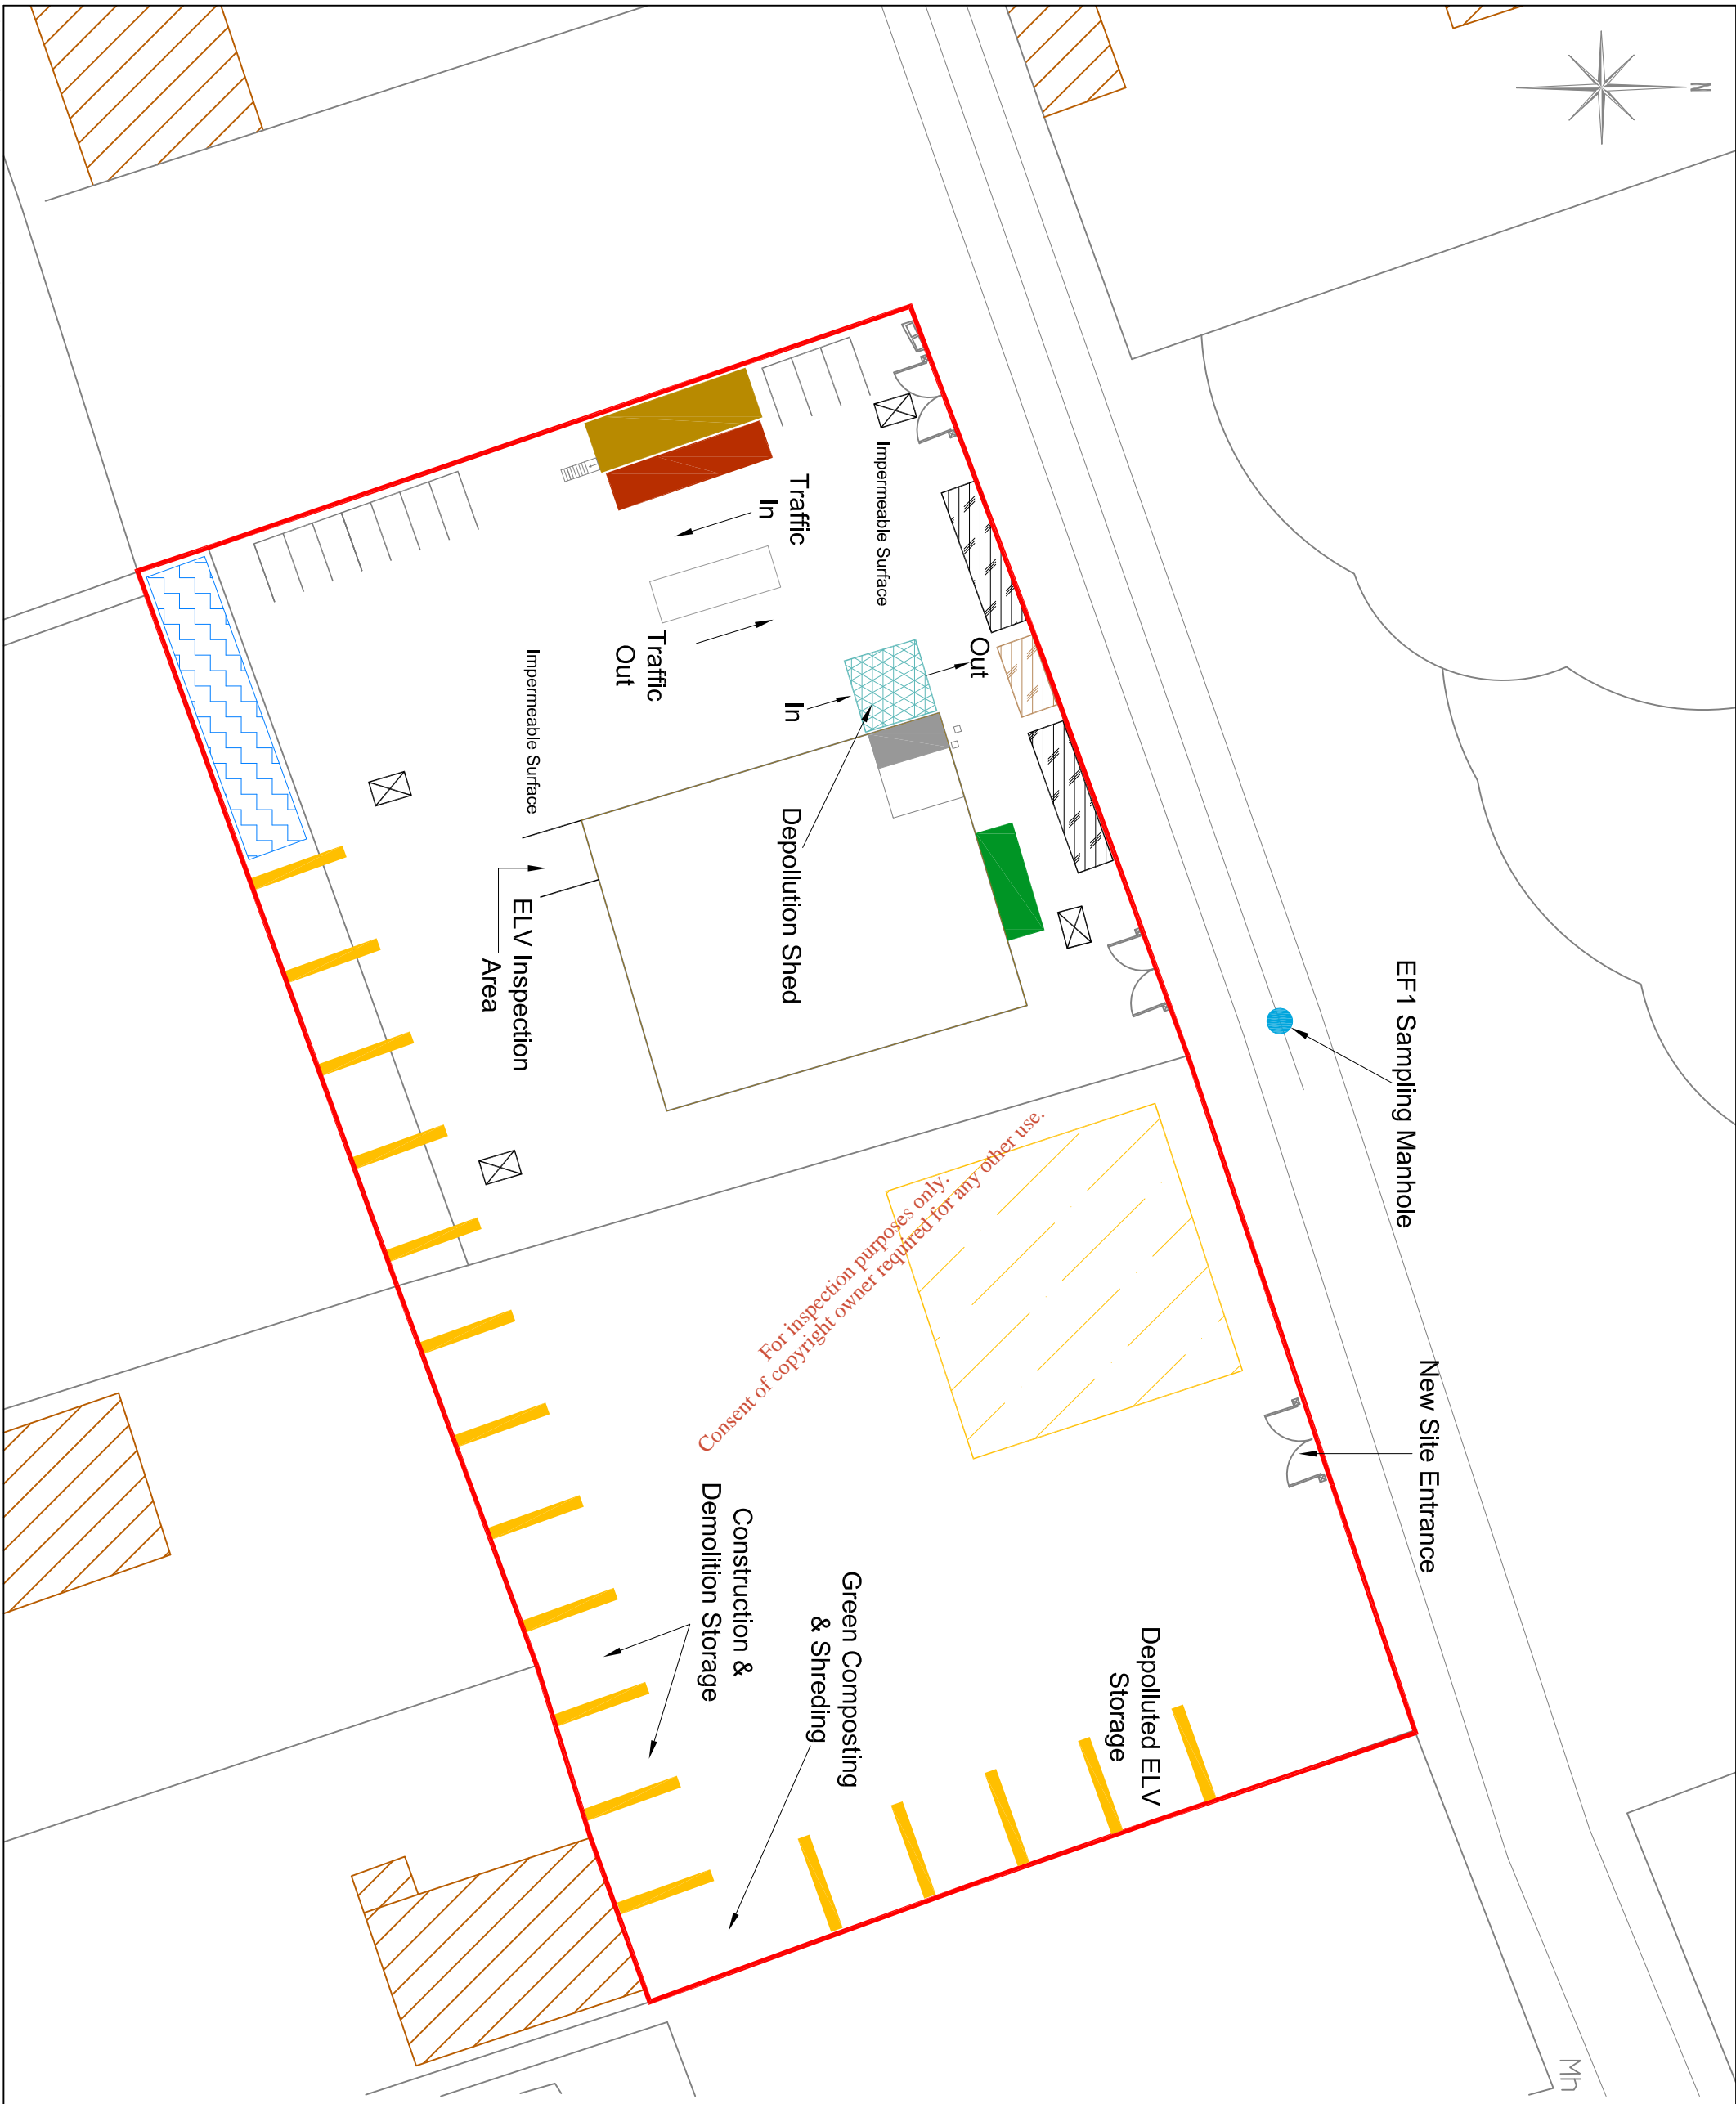 N
EF1 Sampling Manhole
New Site Entrance
Impermeable Surface
Traffic
In
Out
In
Traffic
Out
Impermeable Surface
Depollution Shed
ELV Inspection
Area
Depolluted ELV
Storage
Green Composting
& Shreding
Construction &
Demolition Storage
Mh
For inspection purposes only.
Consent of copyright owner required for any other use.